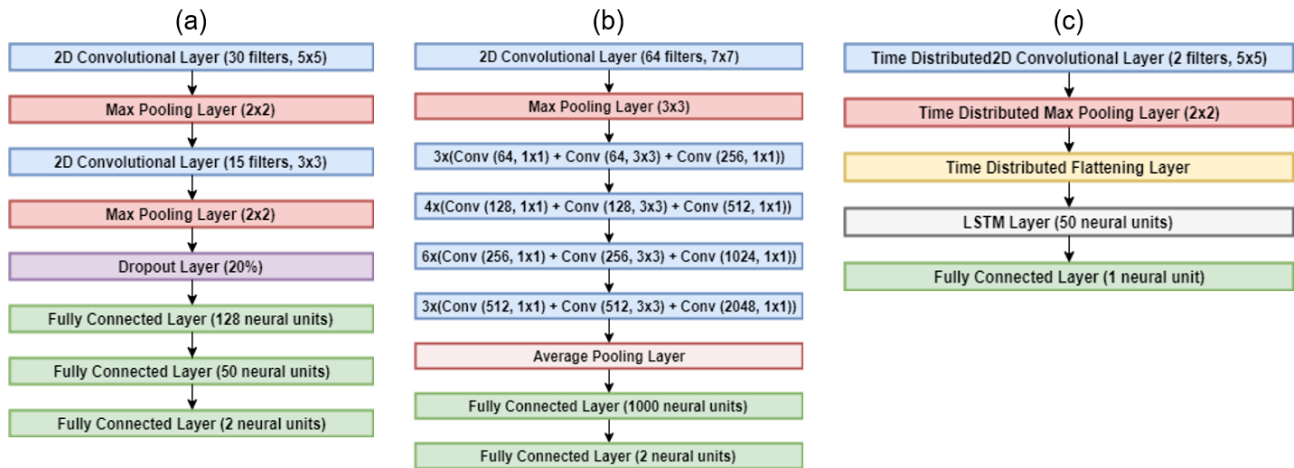 (a)
2D Convolutional Layer (30 filters, 5x5)
Max Pooling Layer (2x2)
2D Convolutional Layer (15 filters, 3x3)
Max Pooling Layer (2x2)
Dropout Layer (20%)
Fully Connected Layer (128 neural units)
Fully Connected Layer (50 neural units)
Fully Connected Layer (2 neural units)
(b)
2D Convolutional Layer (64 filters, 7x7)
Max Pooling Layer (3x3)
3x(Conv (64, 1x1) + Conv (64, 3x3) + Conv (256, 1x1))
4x(Conv (128, 1x1) + Conv (128, 3x3) + Conv (512, 1x1))
6x(Conv (256, 1x1) + Conv (256, 3x3) + Conv (1024, 1x1))
3x(Conv (512, 1x1) + Conv (512, 3x3) + Conv (2048, 1x1))
Average Pooling Layer
Fully Connected Layer (1000 neural units)
Fully Connected Layer (2 neural units)
(c)
Time Distributed2D Convolutional Layer (2 filters, 5x5)
Time Distributed Max Pooling Layer (2x2)
Time Distributed Flattening Layer
LSTM Layer (50 neural units)
Fully Connected Layer (1 neural unit)